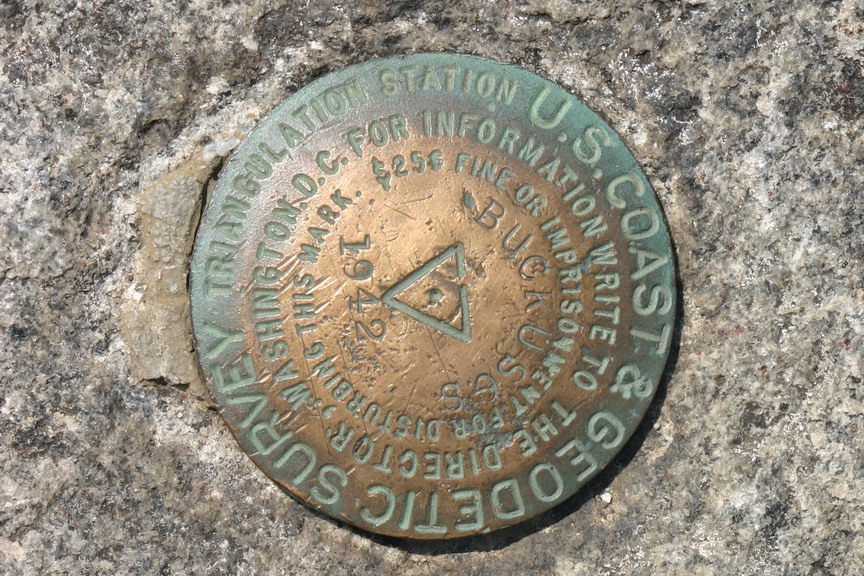 U.S. COAST & GEODETIC SURVEY
TRIANGULATION STATION
FOR INFORMATION WRITE TO THE DIRECTOR, WASHINGTON, D.C.
$250 FINE OR IMPRISONMENT FOR DISTURBING THIS MARK.
BUCK U S G S
1942